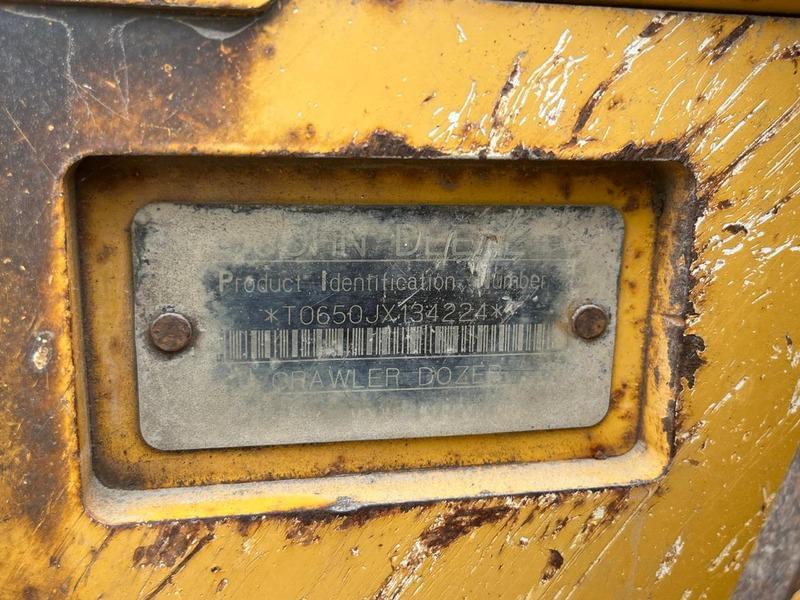 JOHN DEERE
Product Identification Number
*T0650JX134224*
CRAWLER DOZER